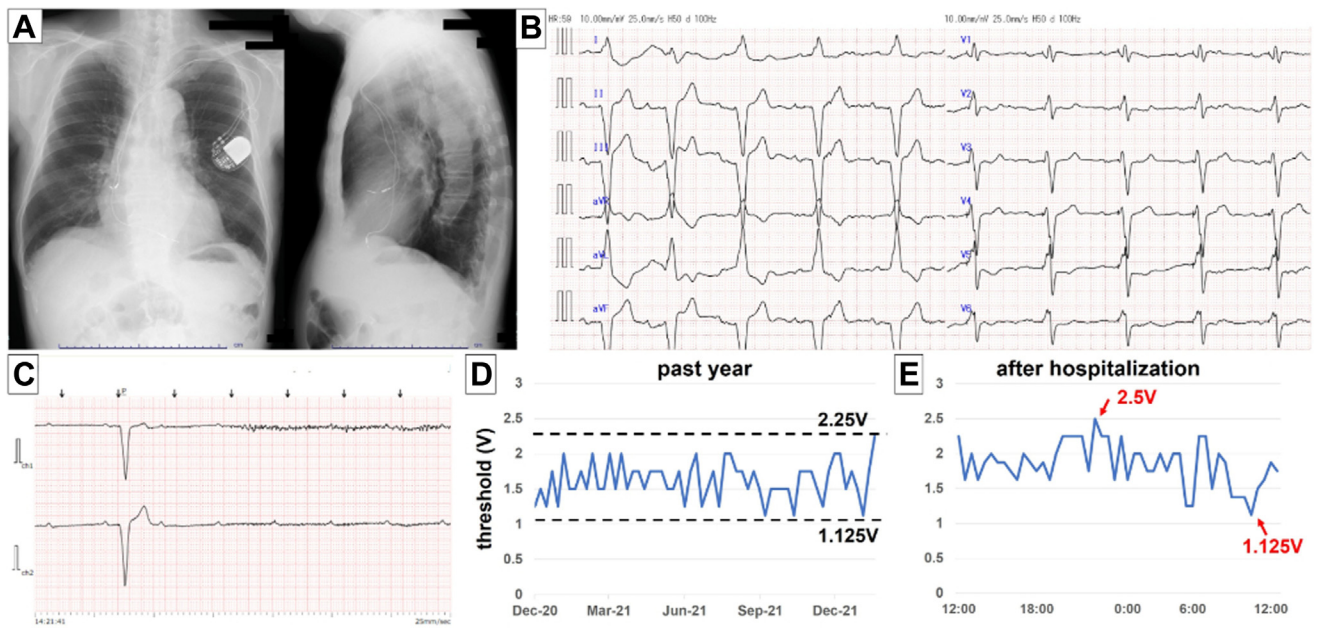 A
cm
cm
B
HR:59 10.00mm/mV 25.0mm/s H50 d 100Hz
10.00mm/mV 25.0mm/s H50 d 100Hz
I
II
III
aVR
aVL
aVF
V1
V2
V3
V4
V5
V6
C
P
ch1
ch2
14:21:41
25mm/sec
D
past year
threshold (V)
3
2.5
2
1.5
1
0.5
0
2.25V
1.125V
Dec-20 Mar-21 Jun-21 Sep-21 Dec-21
E
after hospitalization
3
2.5
2
1.5
1
0.5
0
2.5V
1.125V
12:00 18:00 0:00 6:00 12:00